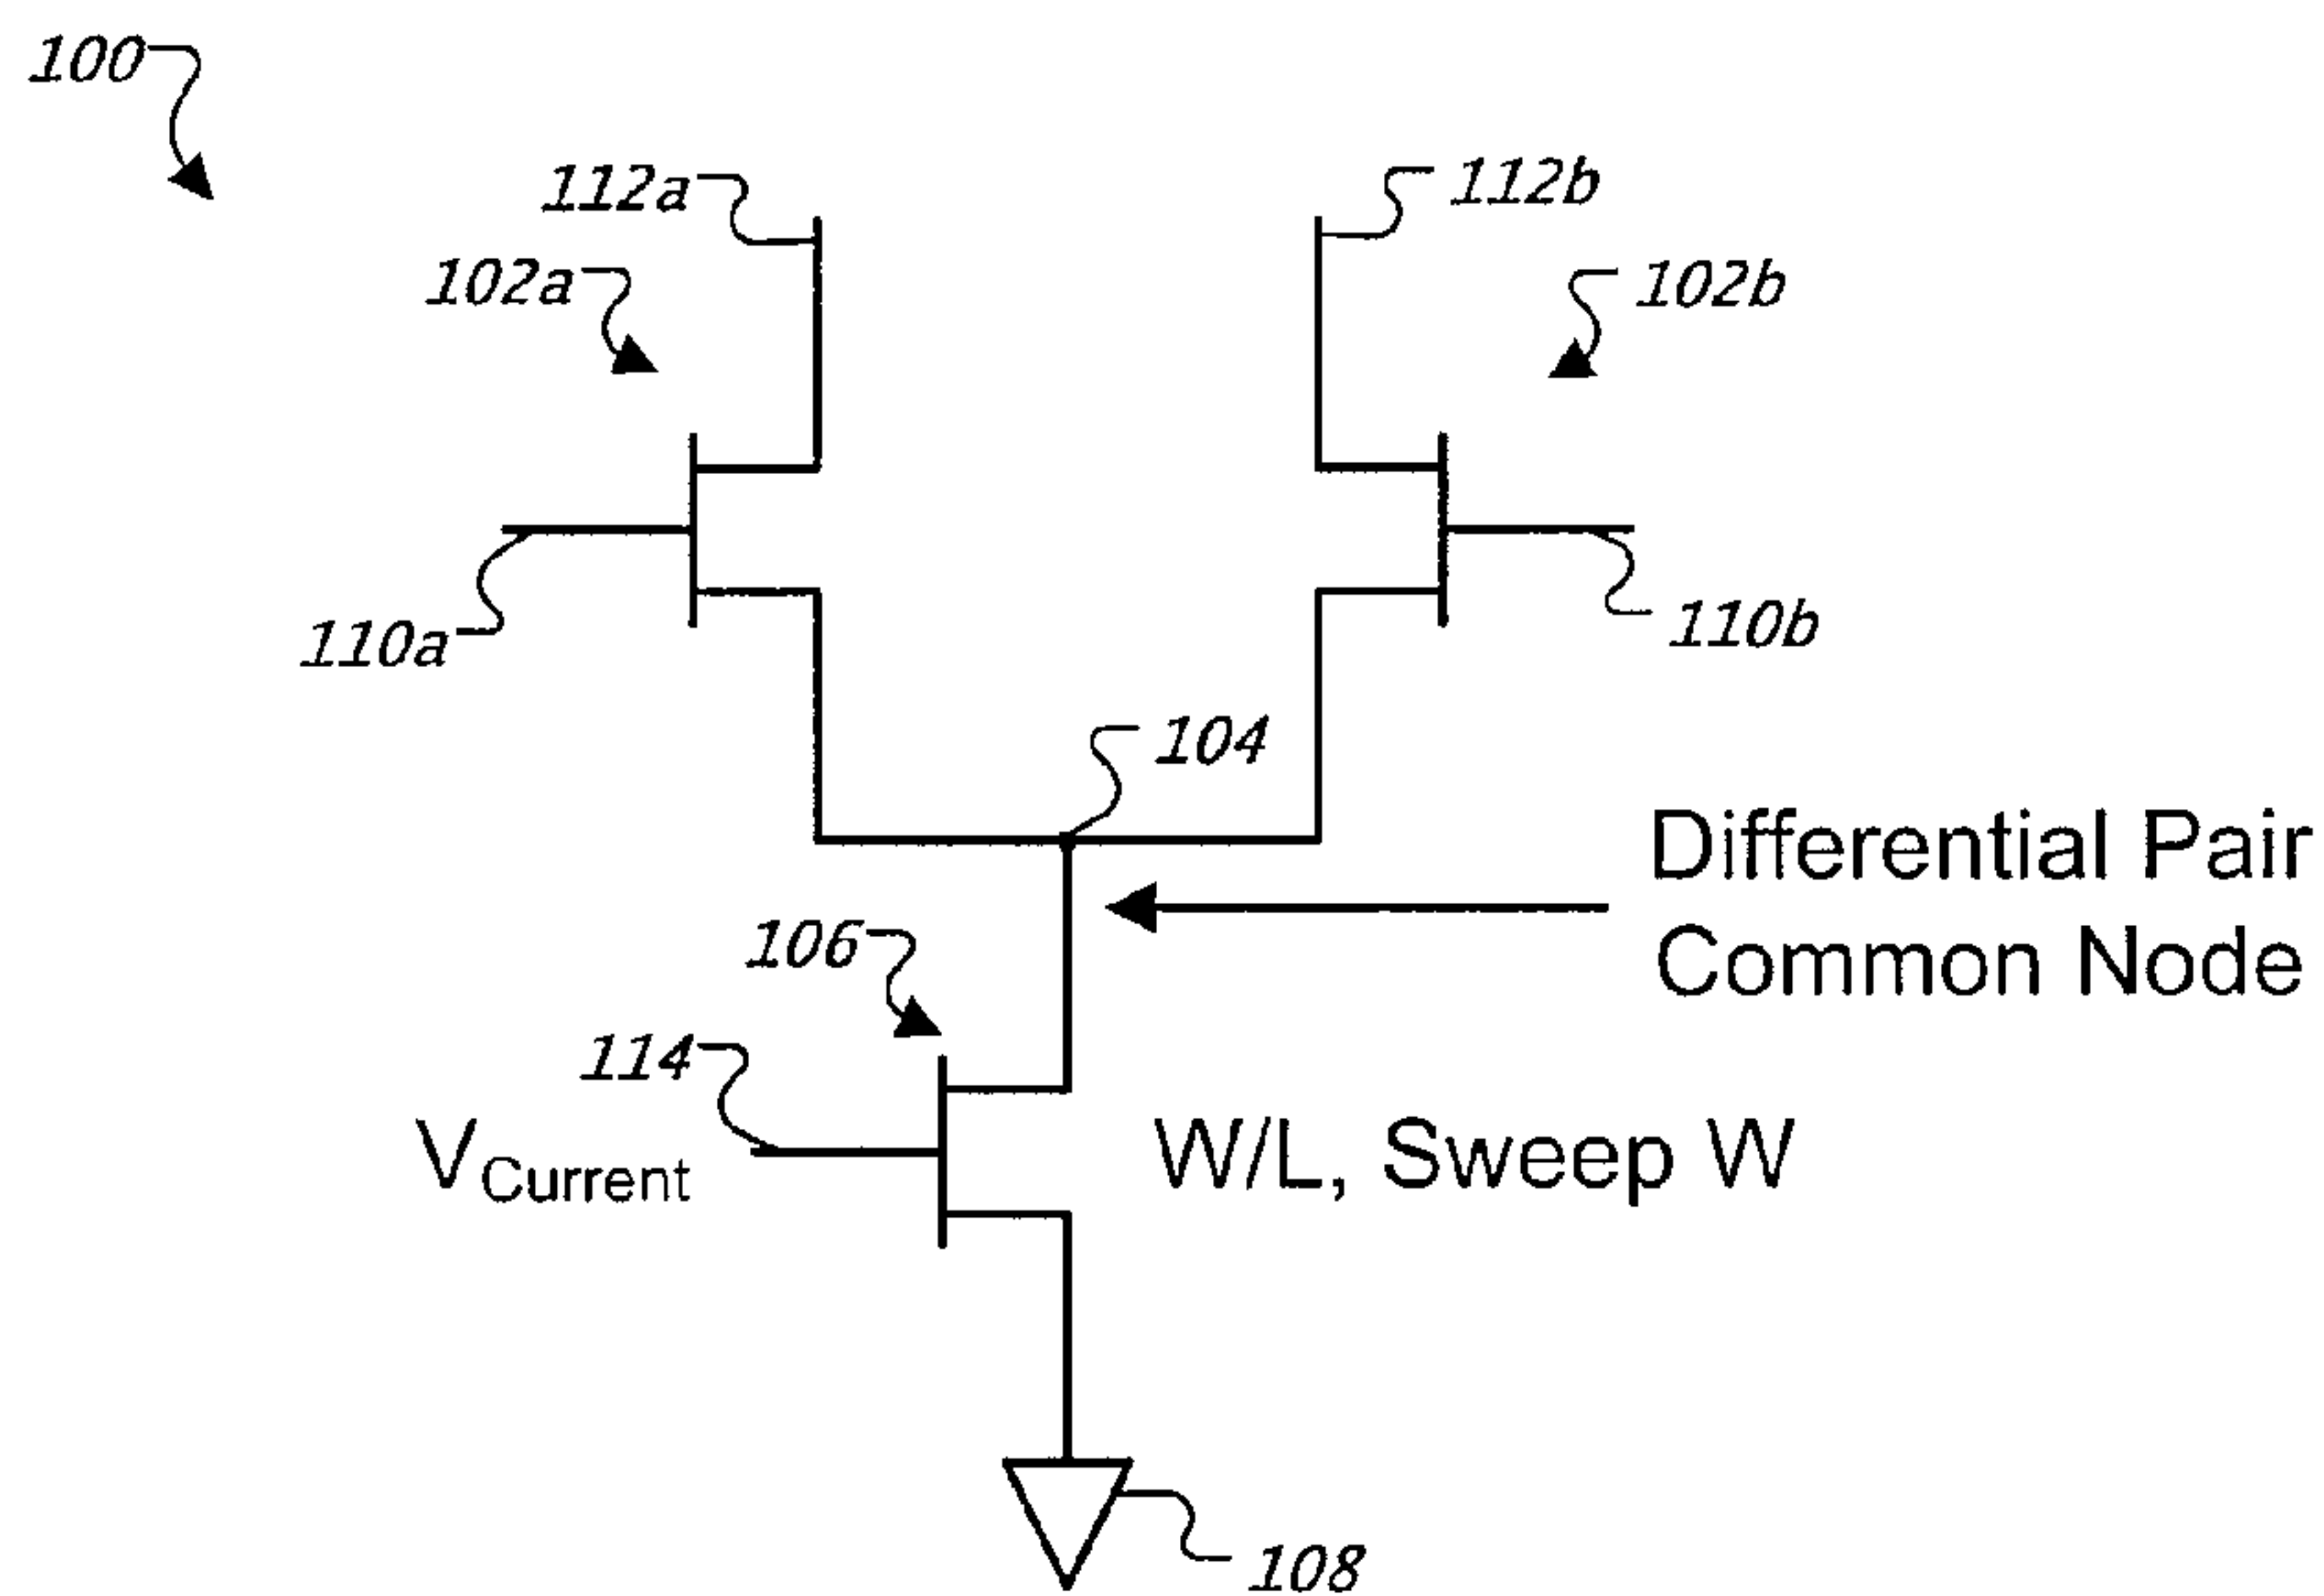 100
112a
112b
102a
102b
110a
110b
104
Differential Pair
Common Node
106
114
VCurrent
W/L, Sweep W
108